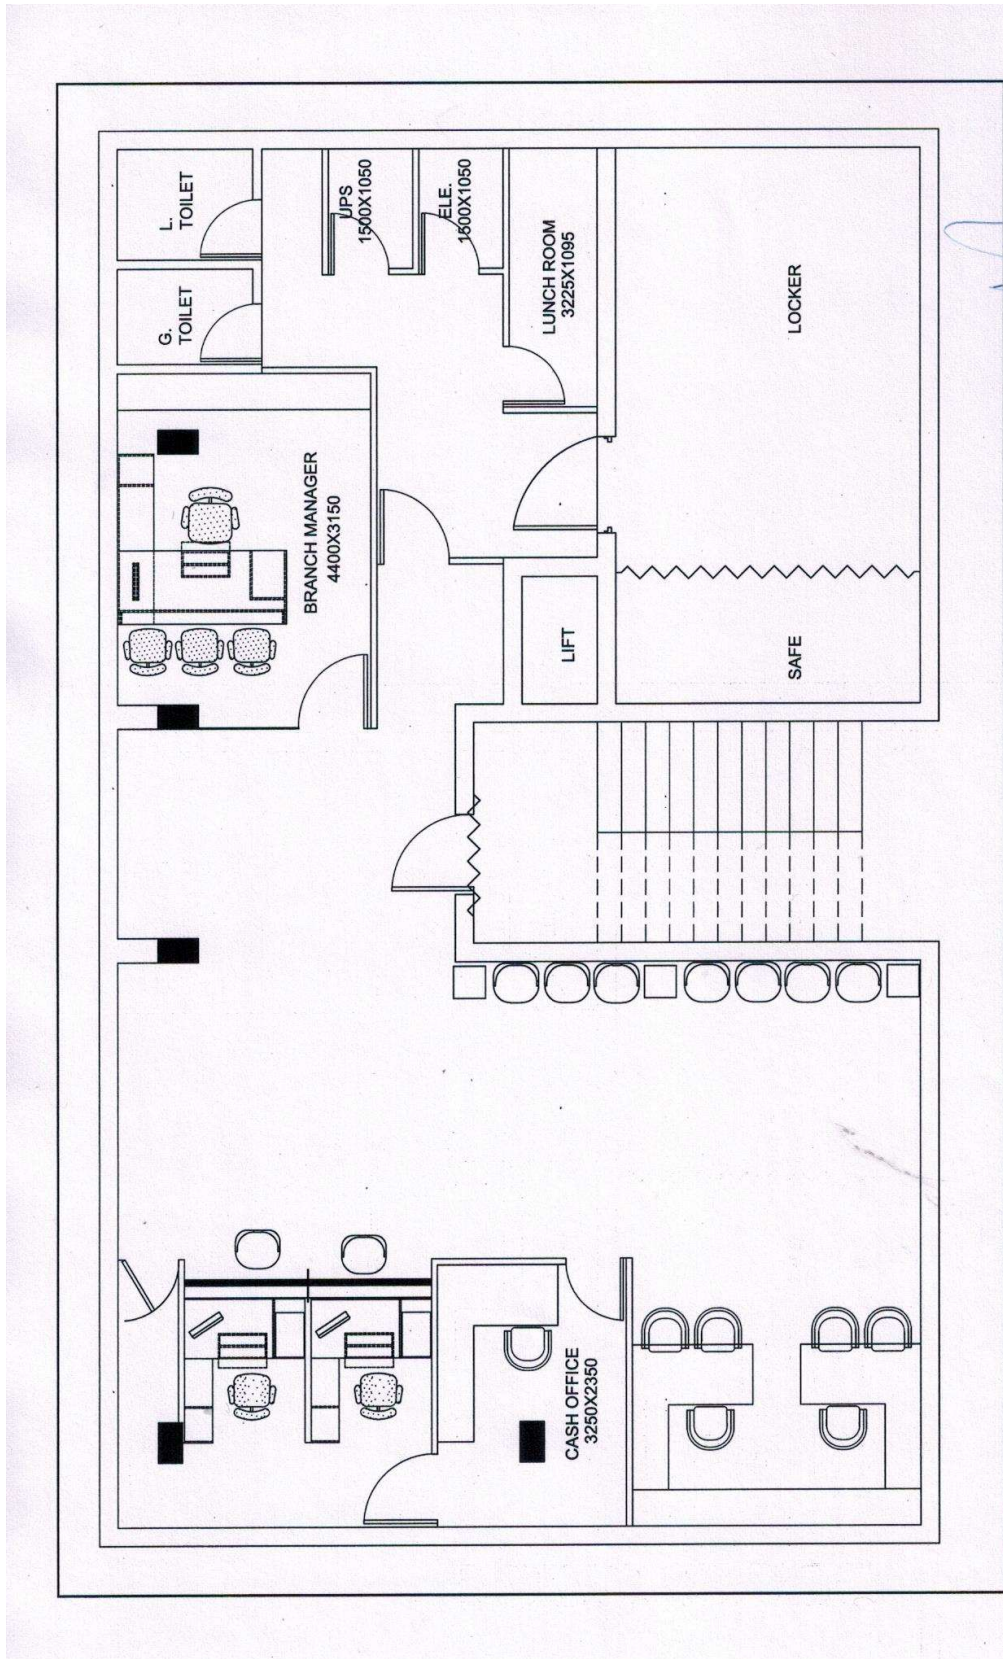 L.
TOILET
G.
TOILET
UPS
1500X1050
ELE.
1500X1050
LUNCH ROOM
3225X1095
LOCKER
BRANCH MANAGER
4400X3150
LIFT
SAFE
CASH OFFICE
3250X2350